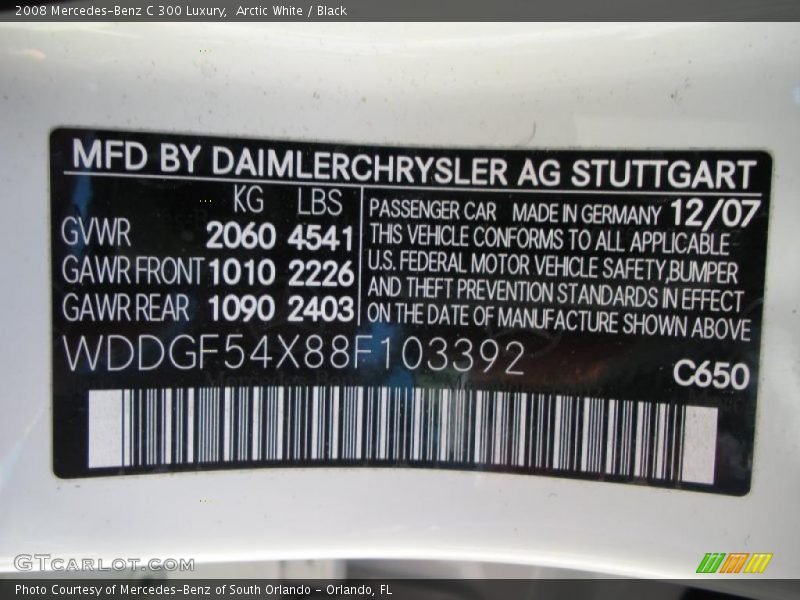 2008 Mercedes-Benz C 300 Luxury, Arctic White / Black
MFD BY DAIMLERCHRYSLER AG STUTTGART
KG LBS
GVWR 2060 4541
GAWR FRONT 1010 2226
GAWR REAR 1090 2403
PASSENGER CAR MADE IN GERMANY 12/07
THIS VEHICLE CONFORMS TO ALL APPLICABLE
U.S. FEDERAL MOTOR VEHICLE SAFETY, BUMPER
AND THEFT PREVENTION STANDARDS IN EFFECT
ON THE DATE OF MANUFACTURE SHOWN ABOVE
WDDGF54X88F103392
C650
GTCARLOT.COM
Photo Courtesy of Mercedes-Benz of South Orlando - Orlando, FL